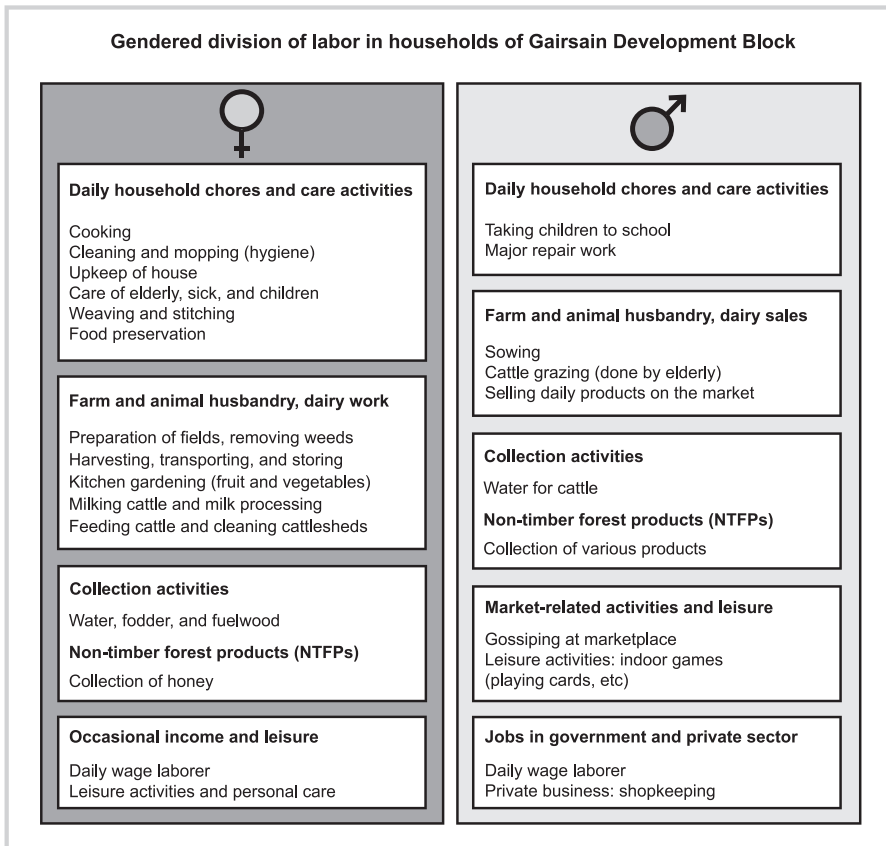 Gendered division of labor in households of Gairsain Development Block
Daily household chores and care activities
Cooking
Cleaning and mopping (hygiene)
Upkeep of house
Care of elderly, sick, and children
Weaving and stitching
Food preservation
Farm and animal husbandry, dairy work
Preparation of fields, removing weeds
Harvesting, transporting, and storing
Kitchen gardening (fruit and vegetables)
Milking cattle and milk processing
Feeding cattle and cleaning cattlesheds
Collection activities
Water, fodder, and fuelwood
Non-timber forest products (NTFPs)
Collection of honey
Occasional income and leisure
Daily wage laborer
Leisure activities and personal care
Daily household chores and care activities
Taking children to school
Major repair work
Farm and animal husbandry, dairy sales
Sowing
Cattle grazing (done by elderly)
Selling daily products on the market
Collection activities
Water for cattle
Non-timber forest products (NTFPs)
Collection of various products
Market-related activities and leisure
Gossiping at marketplace
Leisure activities: indoor games
(playing cards, etc)
Jobs in government and private sector
Daily wage laborer
Private business: shopkeeping